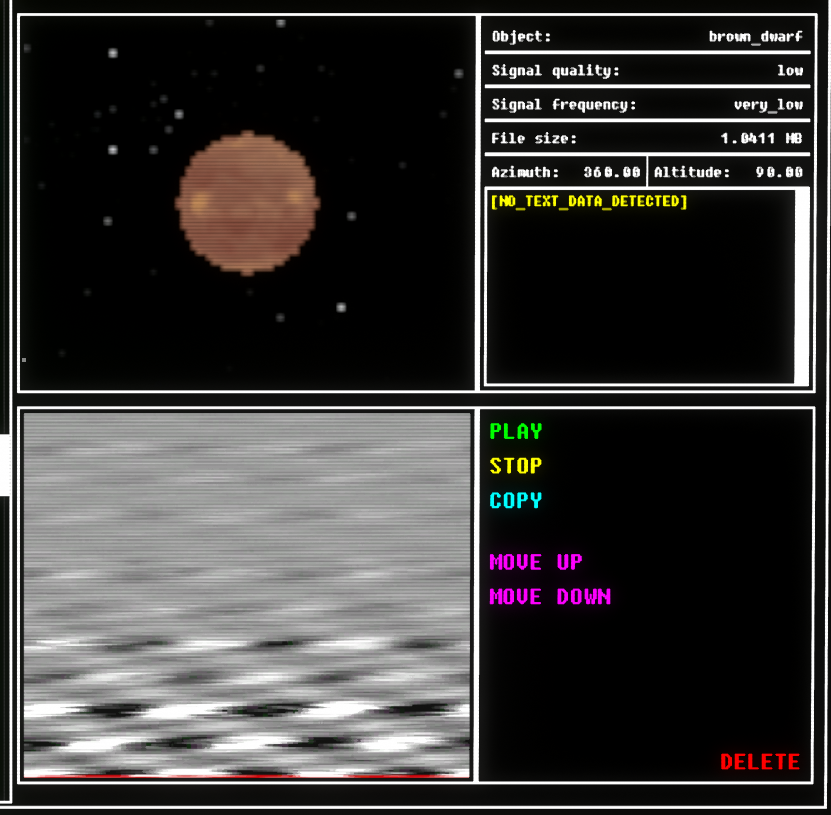 Object: brown_dwarf
Signal quality: low
Signal frequency: very_low
File size: 1.0411 MB
Azimuth: 360.00 Altitude: 90.00
[NO_TEXT_DATA_DETECTED]
PLAY
STOP
COPY
MOVE UP
MOVE DOWN
DELETE